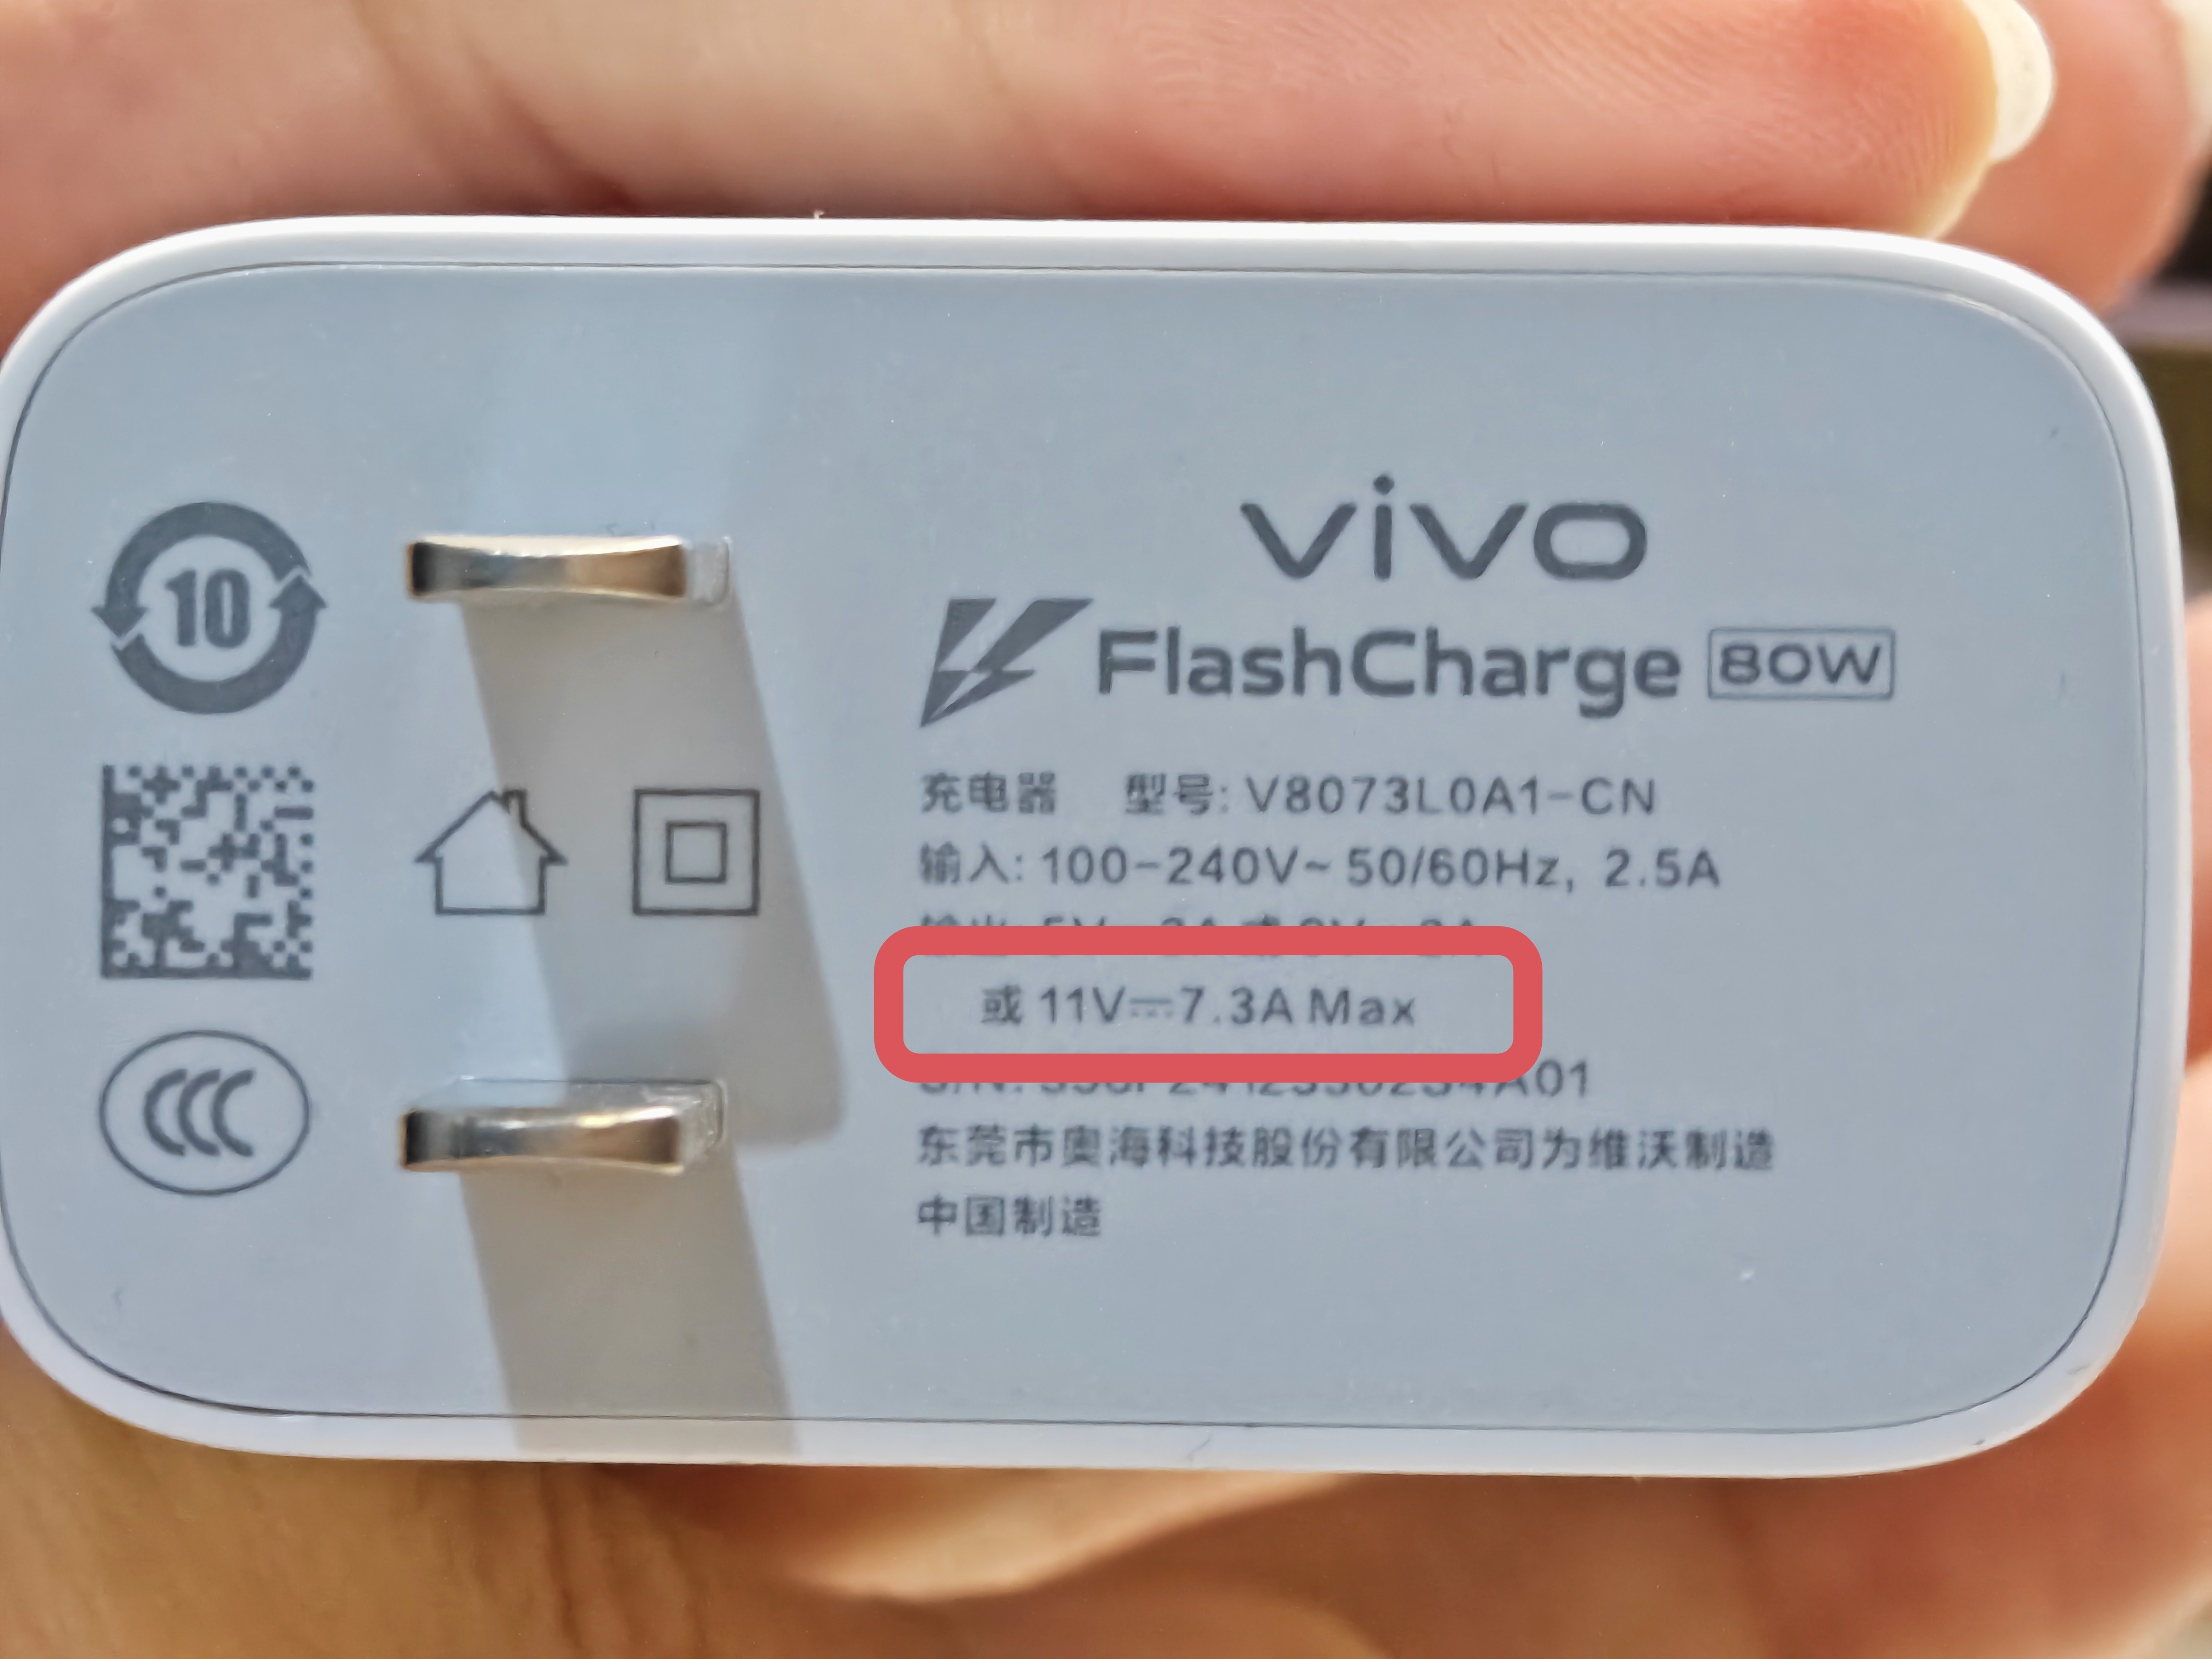 10
vivo
FlashCharge 80W
充电器 型号: V8073L0A1-CN
输入: 100-240V~ 50/60Hz, 2.5A
或 11V⎓7.3A Max
东莞市奥海科技股份有限公司为维沃制造
中国制造
CCC